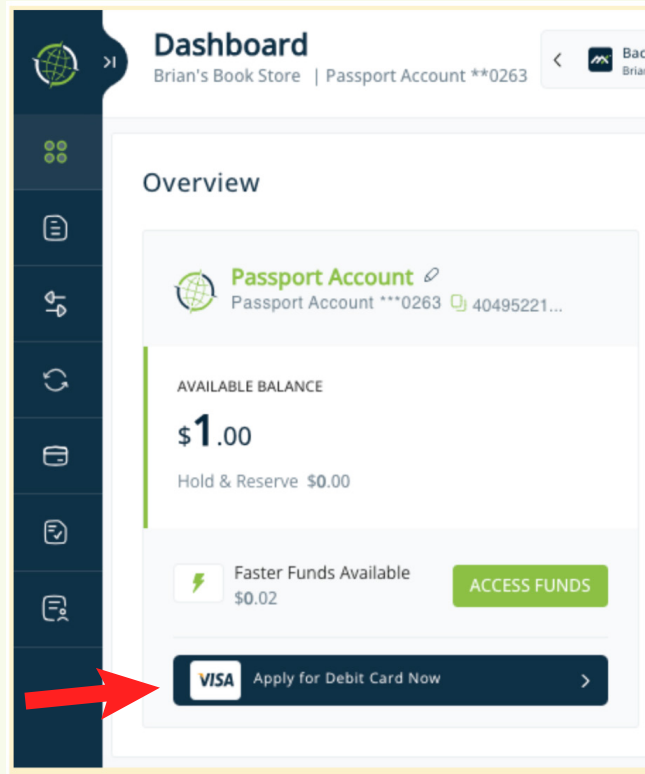 Dashboard
Brian's Book Store | Passport Account **0263
Overview
Passport Account
Passport Account ***0263 40495221...
AVAILABLE BALANCE
$1.00
Hold & Reserve $0.00
Faster Funds Available
$0.02
ACCESS FUNDS
VISA Apply for Debit Card Now